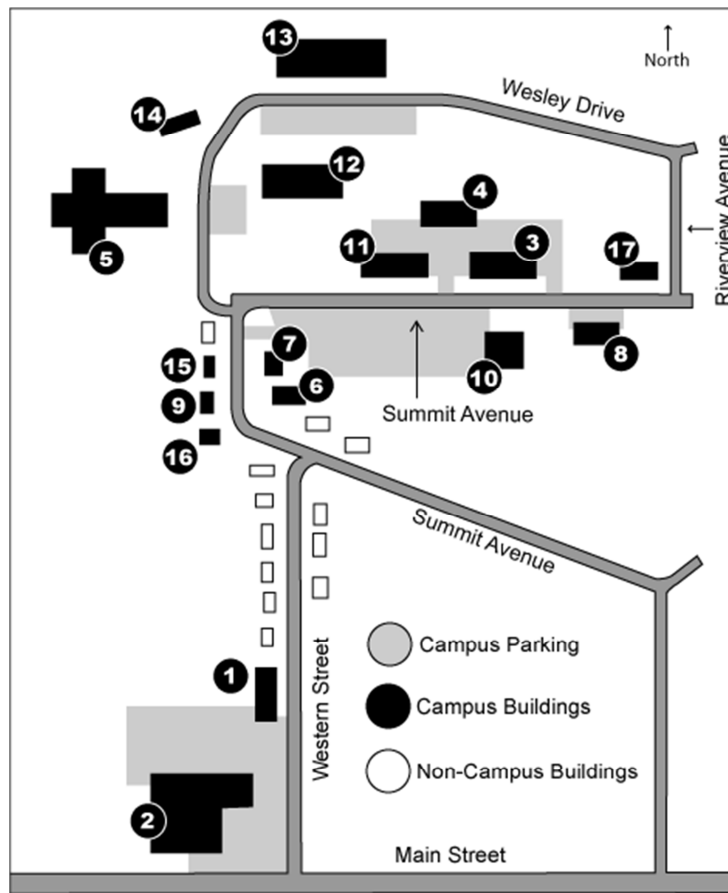 13
North
Wesley Drive
14
12
4
Riverview Avenue
←
5
11
3
17
7
8
15
10
6
Summit Avenue
9
16
Summit Avenue
Campus Parking
1
Western Street
Campus Buildings
Non-Campus Buildings
2
Main Street